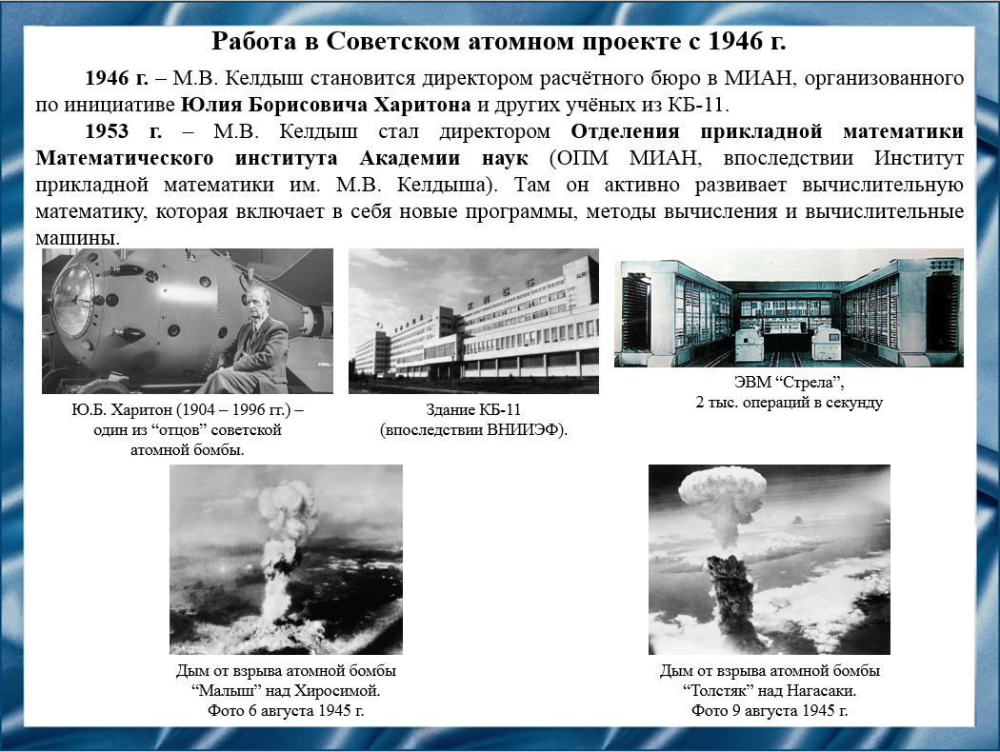 Работа в Советском атомном проекте с 1946 г.
1946 г. – М.В. Келдыш становится директором расчётного бюро в МИАН, организованного
по инициативе Юлия Борисовича Харитона и других учёных из КБ-11.
1953 г. – М.В. Келдыш стал директором Отделения прикладной математики
Математического института Академии наук (ОПМ МИАН, впоследствии Институт
прикладной математики им. М.В. Келдыша). Там он активно развивает вычислительную
математику, которая включает в себя новые программы, методы вычисления и вычислительные
машины.
Ю.Б. Харитон (1904 – 1996 гг.) –
один из “отцов” советской
атомной бомбы.
Здание КБ-11
(впоследствии ВНИИЭФ).
ЭВМ “Стрела”,
2 тыс. операций в секунду
Дым от взрыва атомной бомбы
“Малыш” над Хиросимой.
Фото 6 августа 1945 г.
Дым от взрыва атомной бомбы
“Толстяк” над Нагасаки.
Фото 9 августа 1945 г.